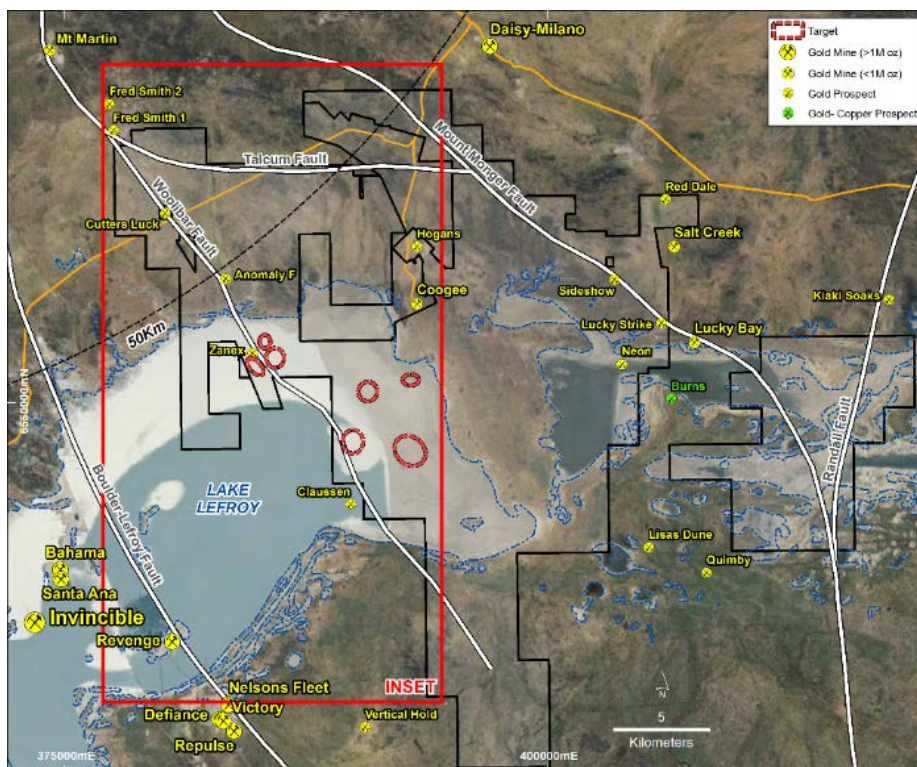 Target
Gold Mine (>1M oz)
Gold Mine (<1M oz)
Gold Prospect
Gold- Copper Prospect
Mt Martin
Daisy-Milano
Fred Smith 2
Fred Smith 1
Talcum Fault
Mount Monger Fault
Woolibar Fault
Cutters Luck
Red Dale
Hogans
Salt Creek
Anomaly F
Sideshow
Coogee
Kiaki Soaks
50Km
Lucky Strike
Lucky Bay
Zanex
Neon
Burns
6550000mN
Randall Fault
Boulder-Lefroy Fault
LAKE
LEFROY
Claussen
Lisas Dune
Quimby
Bahama
Santa Ana
Invincible
Revenge
INSET
Nelsons Fleet
Victory
Defiance
Repulse
Vertical Hold
N
5
Kilometers
375000mE
400000mE